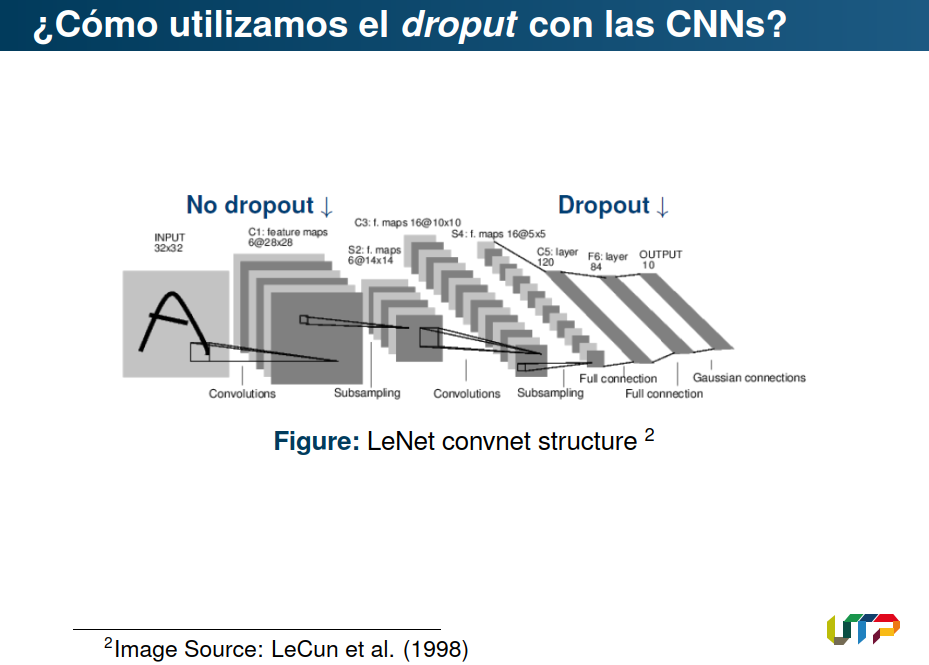 ¿Cómo utilizamos el droput con las CNNs?
No dropout ↓
Dropout ↓
INPUT
32x32
C1: feature maps
6@28x28
S2: f. maps
6@14x14
C3: f. maps 16@10x10
S4: f. maps 16@5x5
C5: layer
120
F6: layer
84
OUTPUT
10
Convolutions
Subsampling
Convolutions
Subsampling
Full connection
Full connection
Gaussian connections
Figure: LeNet convnet structure 2
2Image Source: LeCun et al. (1998)
UTP